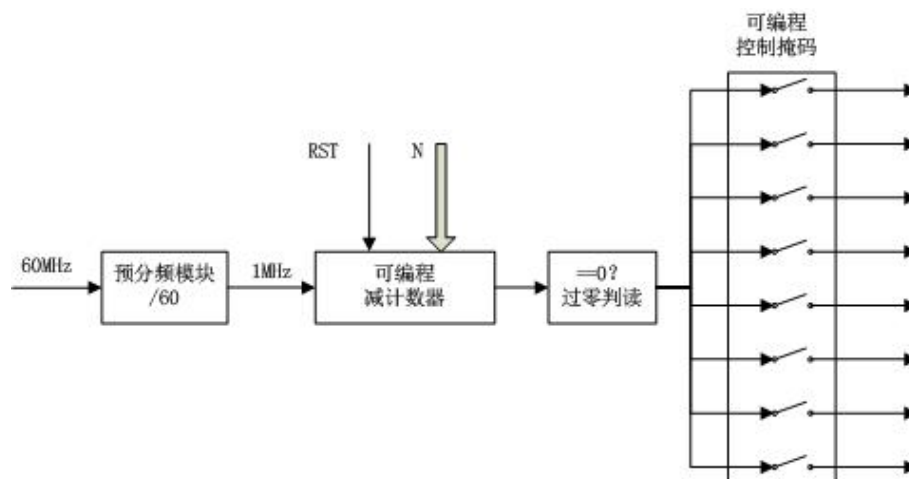 可编程
控制掩码
RST
N
60MHz
预分频模块
/60
1MHz
可编程
减计数器
==0?
过零判读